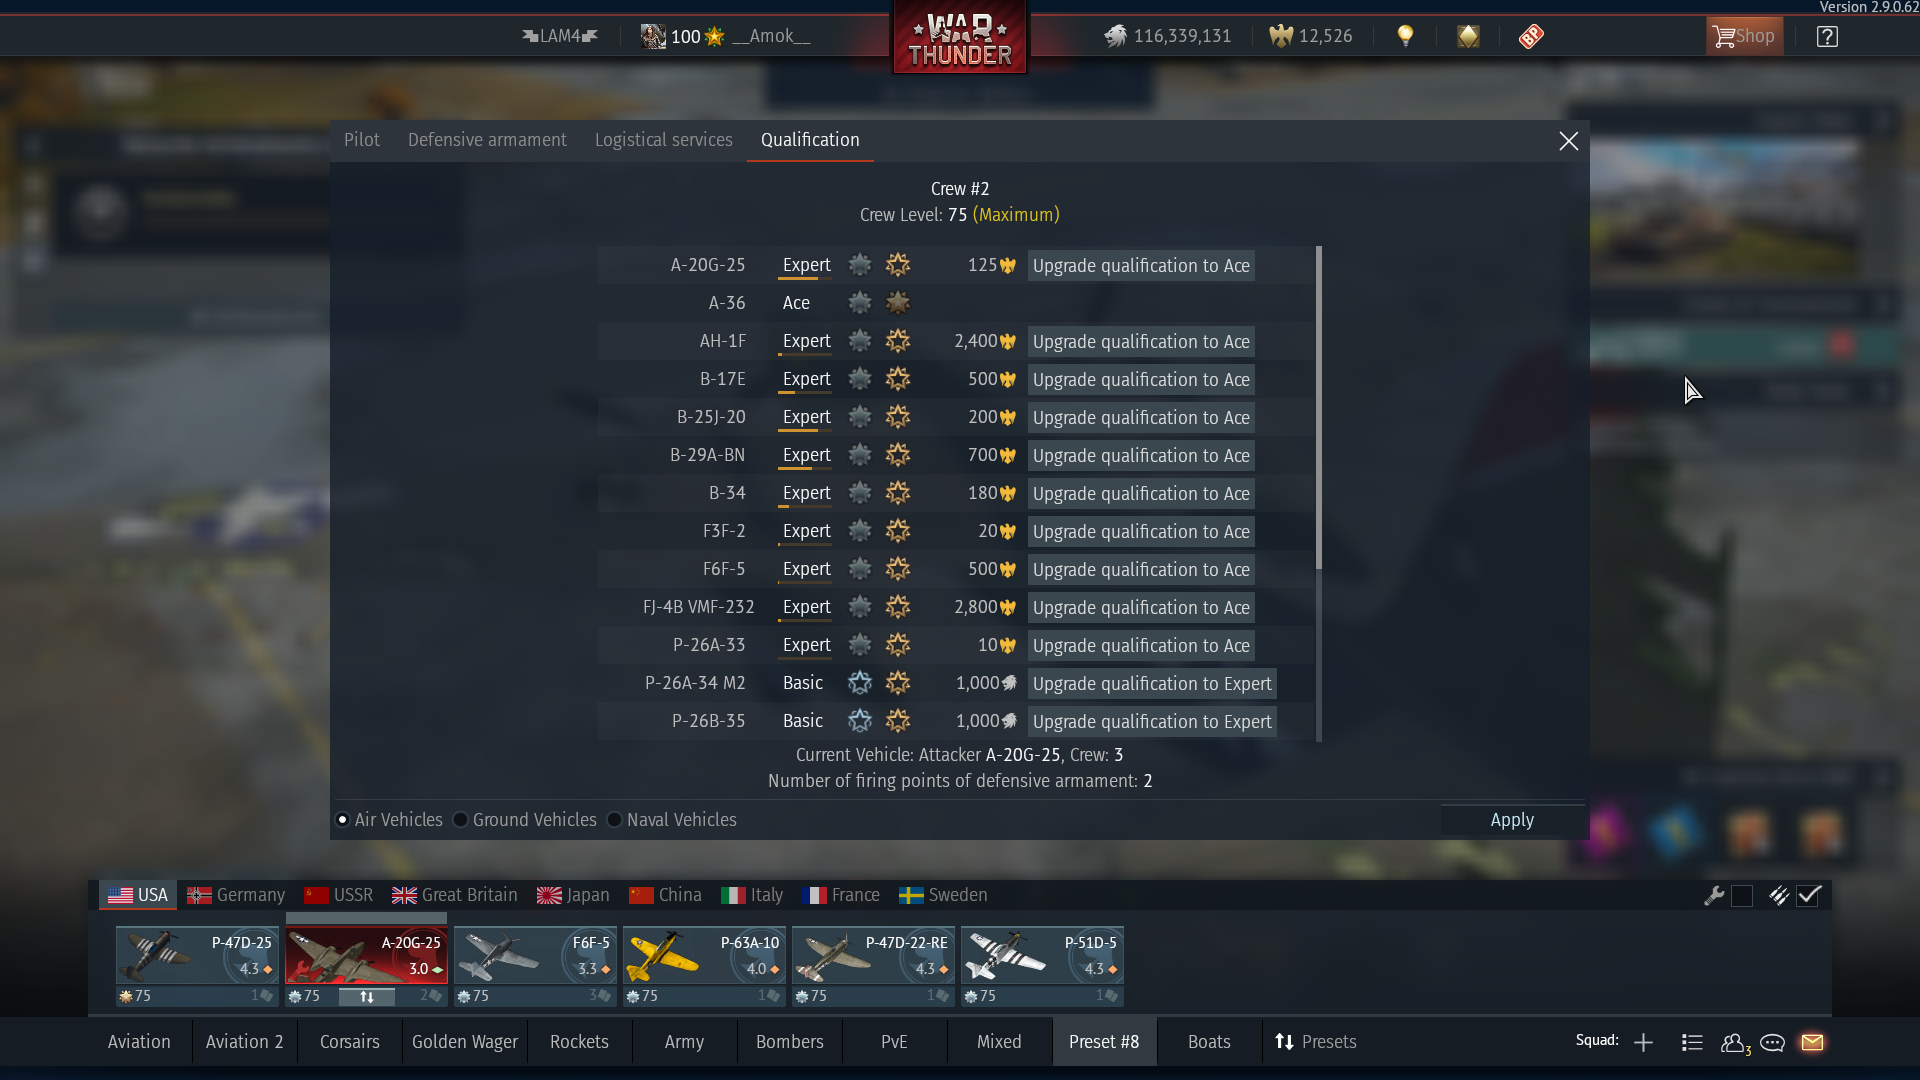 Version 2.9.0.62
LAM4 100 __Amok__ WAR THUNDER 116,339,131 12,526 BP Shop ?
Pilot Defensive armament Logistical services Qualification
Crew #2
Crew Level: 75 (Maximum)
A-20G-25 Expert 125 Upgrade qualification to Ace
A-36 Ace
AH-1F Expert 2,400 Upgrade qualification to Ace
B-17E Expert 500 Upgrade qualification to Ace
B-25J-20 Expert 200 Upgrade qualification to Ace
B-29A-BN Expert 700 Upgrade qualification to Ace
B-34 Expert 180 Upgrade qualification to Ace
F3F-2 Expert 20 Upgrade qualification to Ace
F6F-5 Expert 500 Upgrade qualification to Ace
FJ-4B VMF-232 Expert 2,800 Upgrade qualification to Ace
P-26A-33 Expert 10 Upgrade qualification to Ace
P-26A-34 M2 Basic 1,000 Upgrade qualification to Expert
P-26B-35 Basic 1,000 Upgrade qualification to Expert
Current Vehicle: Attacker A-20G-25, Crew: 3
Number of firing points of defensive armament: 2
Air Vehicles Ground Vehicles Naval Vehicles Apply
USA Germany USSR Great Britain Japan China Italy France Sweden
P-47D-25 A-20G-25 F6F-5 P-63A-10 P-47D-22-RE P-51D-5
4.3 3.0 3.3 4.0 4.3 4.3
75 1 75 2 75 3 75 1 75 1 75 1
Aviation Aviation 2 Corsairs Golden Wager Rockets Army Bombers PvE Mixed Preset #8 Boats Presets Squad: 3